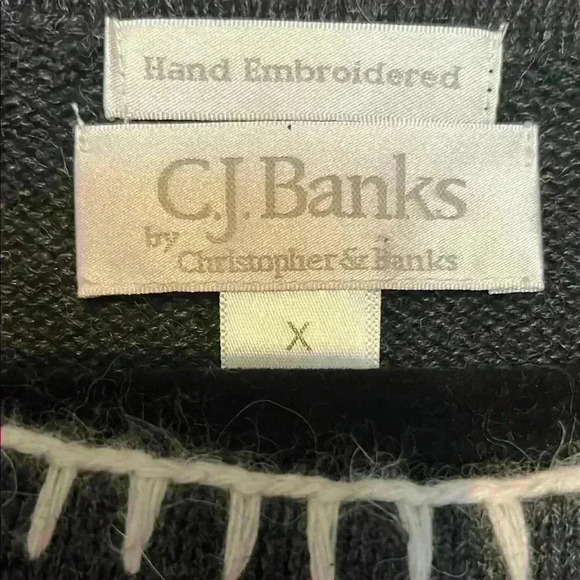 Hand Embroidered
C.J. Banks
by
Christopher & Banks
X